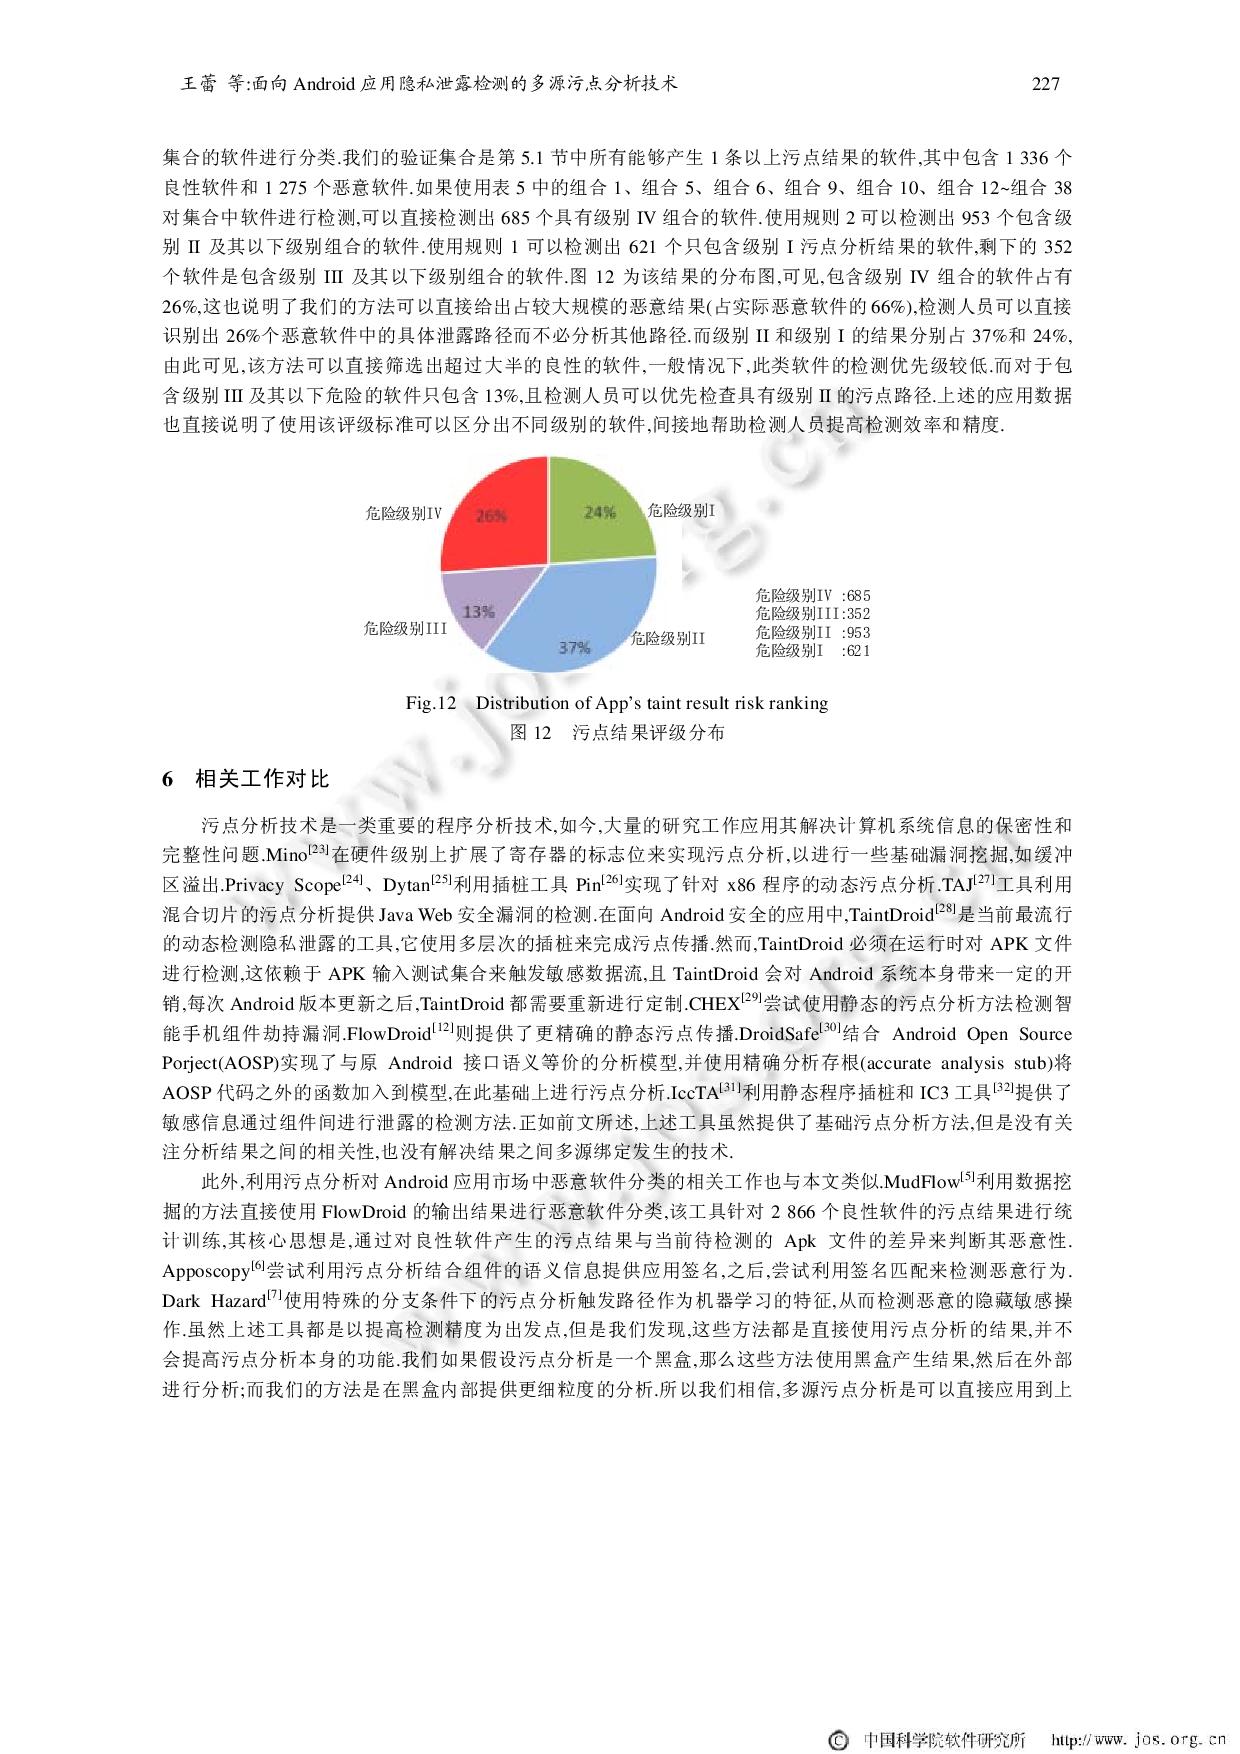 王蕾 等:面向 Android 应用隐私泄露检测的多源污点分析技术 227
集合的软件进行分类.我们的验证集合是第 5.1 节中所有能够产生 1 条以上污点结果的软件,其中包含 1 336 个
良性软件和 1 275 个恶意软件.如果使用表 5 中的组合 1、组合 5、组合 6、组合 9、组合 10、组合 12~组合 38
对集合中软件进行检测,可以直接检测出 685 个具有级别 IV 组合的软件.使用规则 2 可以检测出 953 个包含级
别 II 及其以下级别组合的软件.使用规则 1 可以检测出 621 个只包含级别 I 污点分析结果的软件,剩下的 352
个软件是包含级别 III 及其以下级别组合的软件.图 12 为该结果的分布图,可见,包含级别 IV 组合的软件占有
26%,这也说明了我们的方法可以直接给出占较大规模的恶意结果(占实际恶意软件的 66%),检测人员可以直接
识别出 26%个恶意软件中的具体泄露路径而不必分析其他路径.而级别 II 和级别 I 的结果分别占 37%和 24%,
由此可见,该方法可以直接筛选出超过大半的良性的软件,一般情况下,此类软件的检测优先级较低.而对于包
含级别 III 及其以下危险的软件只包含 13%,且检测人员可以优先检查具有级别 II 的污点路径.上述的应用数据
也直接说明了使用该评级标准可以区分出不同级别的软件,间接地帮助检测人员提高检测效率和精度.
危险级别IV 26% 24% 危险级别I
危险级别III 13% 37% 危险级别II
危险级别IV :685
危险级别III:352
危险级别II :953
危险级别I :621
Fig.12 Distribution of App's taint result risk ranking
图 12 污点结果评级分布
6 相关工作对比
污点分析技术是一类重要的程序分析技术,如今,大量的研究工作应用其解决计算机系统信息的保密性和
完整性问题.Mino[23]在硬件级别上扩展了寄存器的标志位来实现污点分析,以进行一些基础漏洞挖掘,如缓冲
区溢出.Privacy Scope[24]、Dytan[25]利用插桩工具 Pin[26]实现了针对 x86 程序的动态污点分析.TAJ[27]工具利用
混合切片的污点分析提供 Java Web 安全漏洞的检测.在面向 Android 安全的应用中,TaintDroid[28]是当前最流行
的动态检测隐私泄露的工具,它使用多层次的插桩来完成污点传播.然而,TaintDroid 必须在运行时对 APK 文件
进行检测,这依赖于 APK 输入测试集合来触发敏感数据流,且 TaintDroid 会对 Android 系统本身带来一定的开
销,每次 Android 版本更新之后,TaintDroid 都需要重新进行定制.CHEX[29]尝试使用静态的污点分析方法检测智
能手机组件劫持漏洞.FlowDroid[12]则提供了更精确的静态污点传播.DroidSafe[30]结合 Android Open Source
Porject(AOSP)实现了与原 Android 接口语义等价的分析模型,并使用精确分析存根(accurate analysis stub)将
AOSP 代码之外的函数加入到模型,在此基础上进行污点分析.IccTA[31]利用静态程序插桩和 IC3 工具[32]提供了
敏感信息通过组件间进行泄露的检测方法.正如前文所述,上述工具虽然提供了基础污点分析方法,但是没有关
注分析结果之间的相关性,也没有解决结果之间多源绑定发生的技术.
此外,利用污点分析对 Android 应用市场中恶意软件分类的相关工作也与本文类似.MudFlow[5]利用数据挖
掘的方法直接使用 FlowDroid 的输出结果进行恶意软件分类,该工具针对 2 866 个良性软件的污点结果进行统
计训练,其核心思想是,通过对良性软件产生的污点结果与当前待检测的 Apk 文件的差异来判断其恶意性.
Apposcopy[6]尝试利用污点分析结合组件的语义信息提供应用签名,之后,尝试利用签名匹配来检测恶意行为.
Dark Hazard[7]使用特殊的分支条件下的污点分析触发路径作为机器学习的特征,从而检测恶意的隐藏敏感操
作.虽然上述工具都是以提高检测精度为出发点,但是我们发现,这些方法都是直接使用污点分析的结果,并不
会提高污点分析本身的功能.我们如果假设污点分析是一个黑盒,那么这些方法使用黑盒产生结果,然后在外部
进行分析;而我们的方法是在黑盒内部提供更细粒度的分析.所以我们相信,多源污点分析是可以直接应用到上
www.jos.org.cn
www.jos.org.cn
© 中国科学院软件研究所 http://www.jos.org.cn